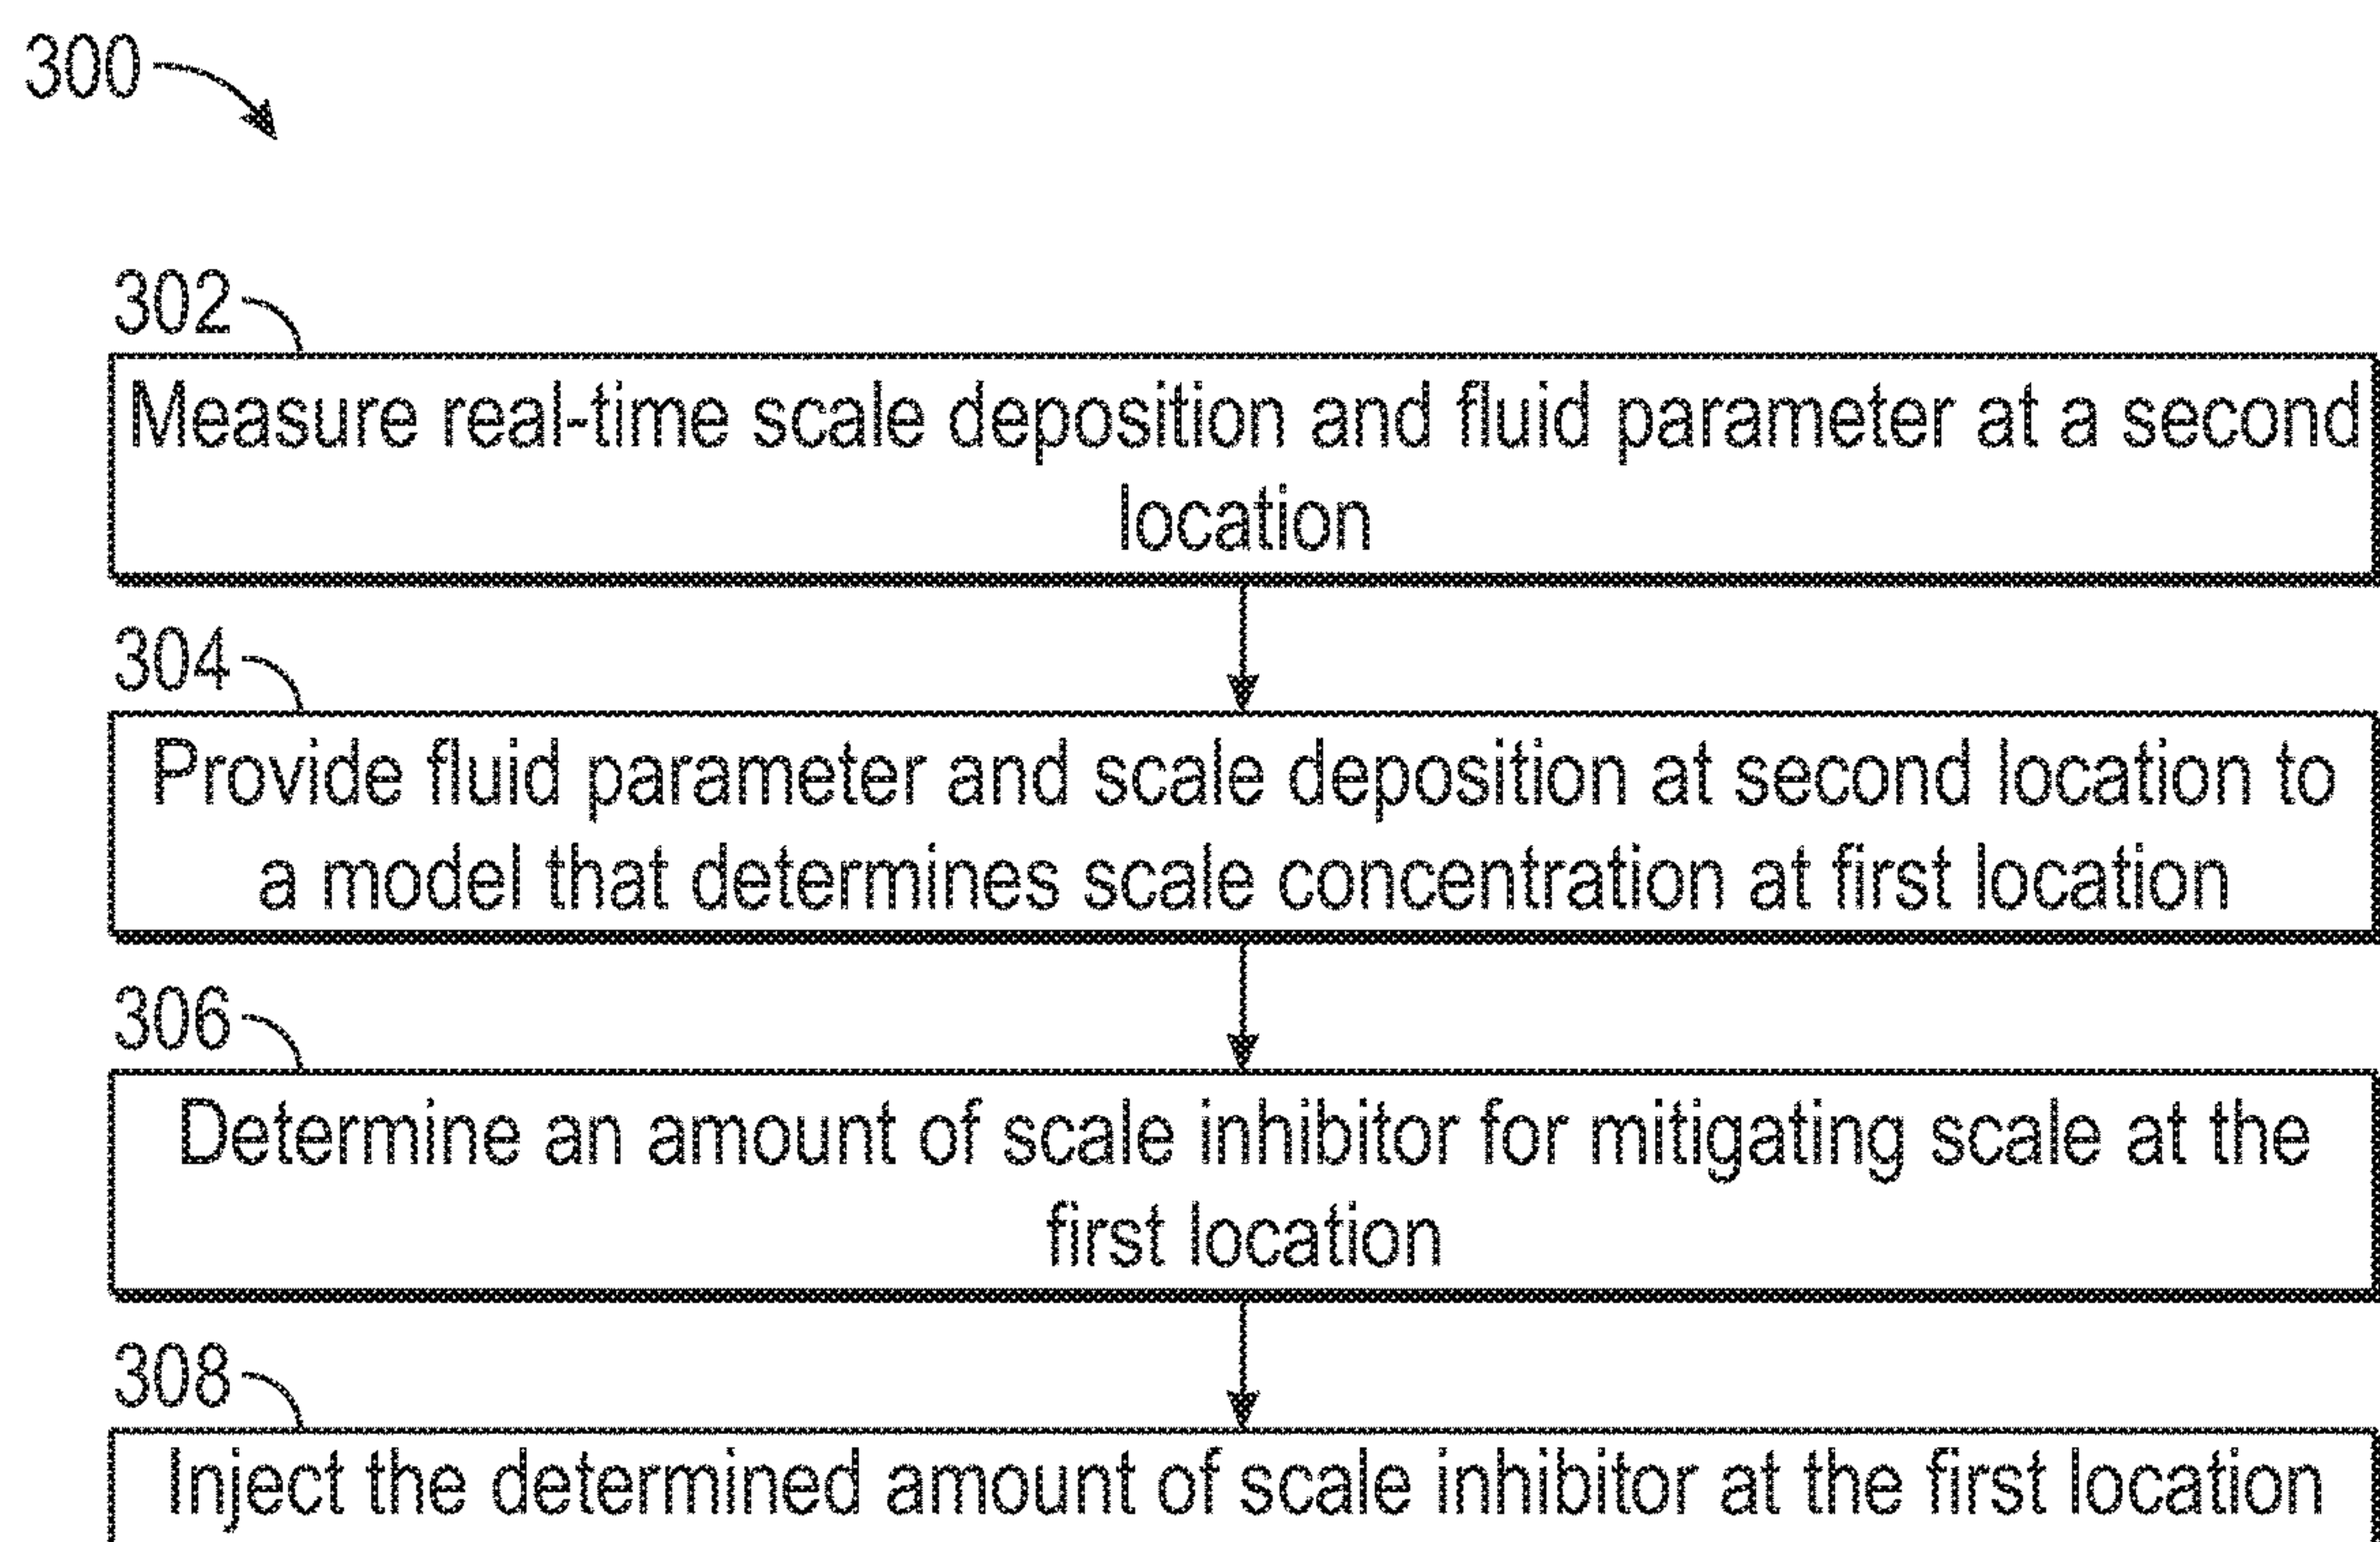 300
302
Measure real-time scale deposition and fluid parameter at a second
location
304
Provide fluid parameter and scale deposition at second location to
a model that determines scale concentration at first location
306
Determine an amount of scale inhibitor for mitigating scale at the
first location
308
Inject the determined amount of scale inhibitor at the first location